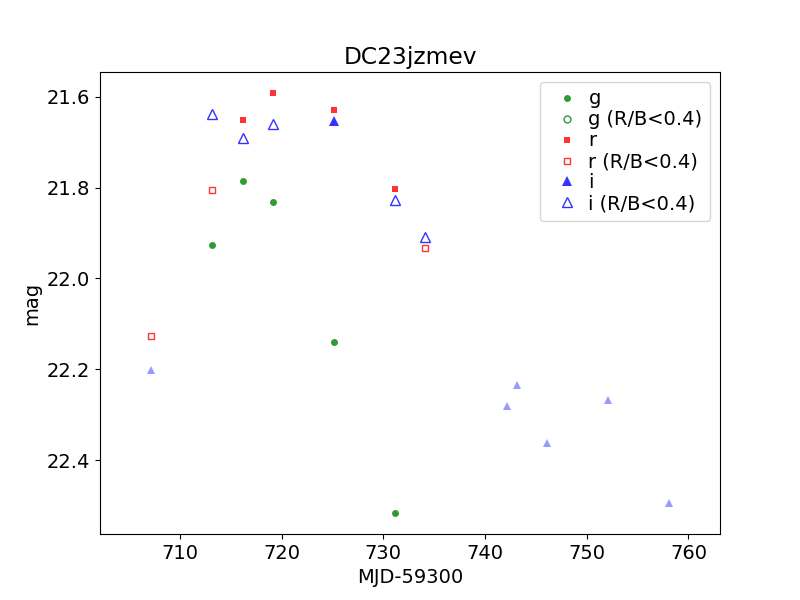 DC23jzmev
g
g (R/B<0.4)
r
r (R/B<0.4)
i
i (R/B<0.4)
21.6
21.8
22.0
22.2
22.4
mag
710 720 730 740 750 760
MJD-59300